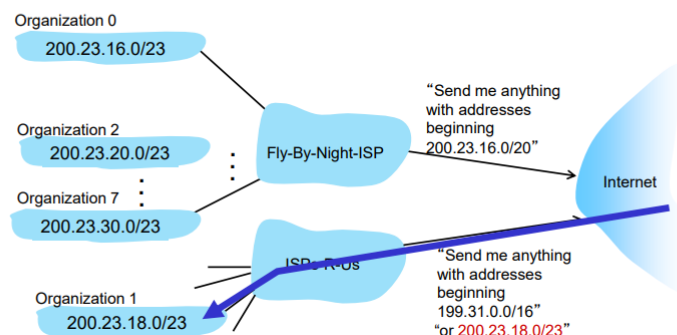 Organization 0
200.23.16.0/23
Organization 2
200.23.20.0/23
Organization 7
200.23.30.0/23
Fly-By-Night-ISP
“Send me anything
with addresses
beginning
200.23.16.0/20”
Internet
ISPs-R-Us
Organization 1
200.23.18.0/23
“Send me anything
with addresses
beginning
199.31.0.0/16”
“or 200.23.18.0/23”